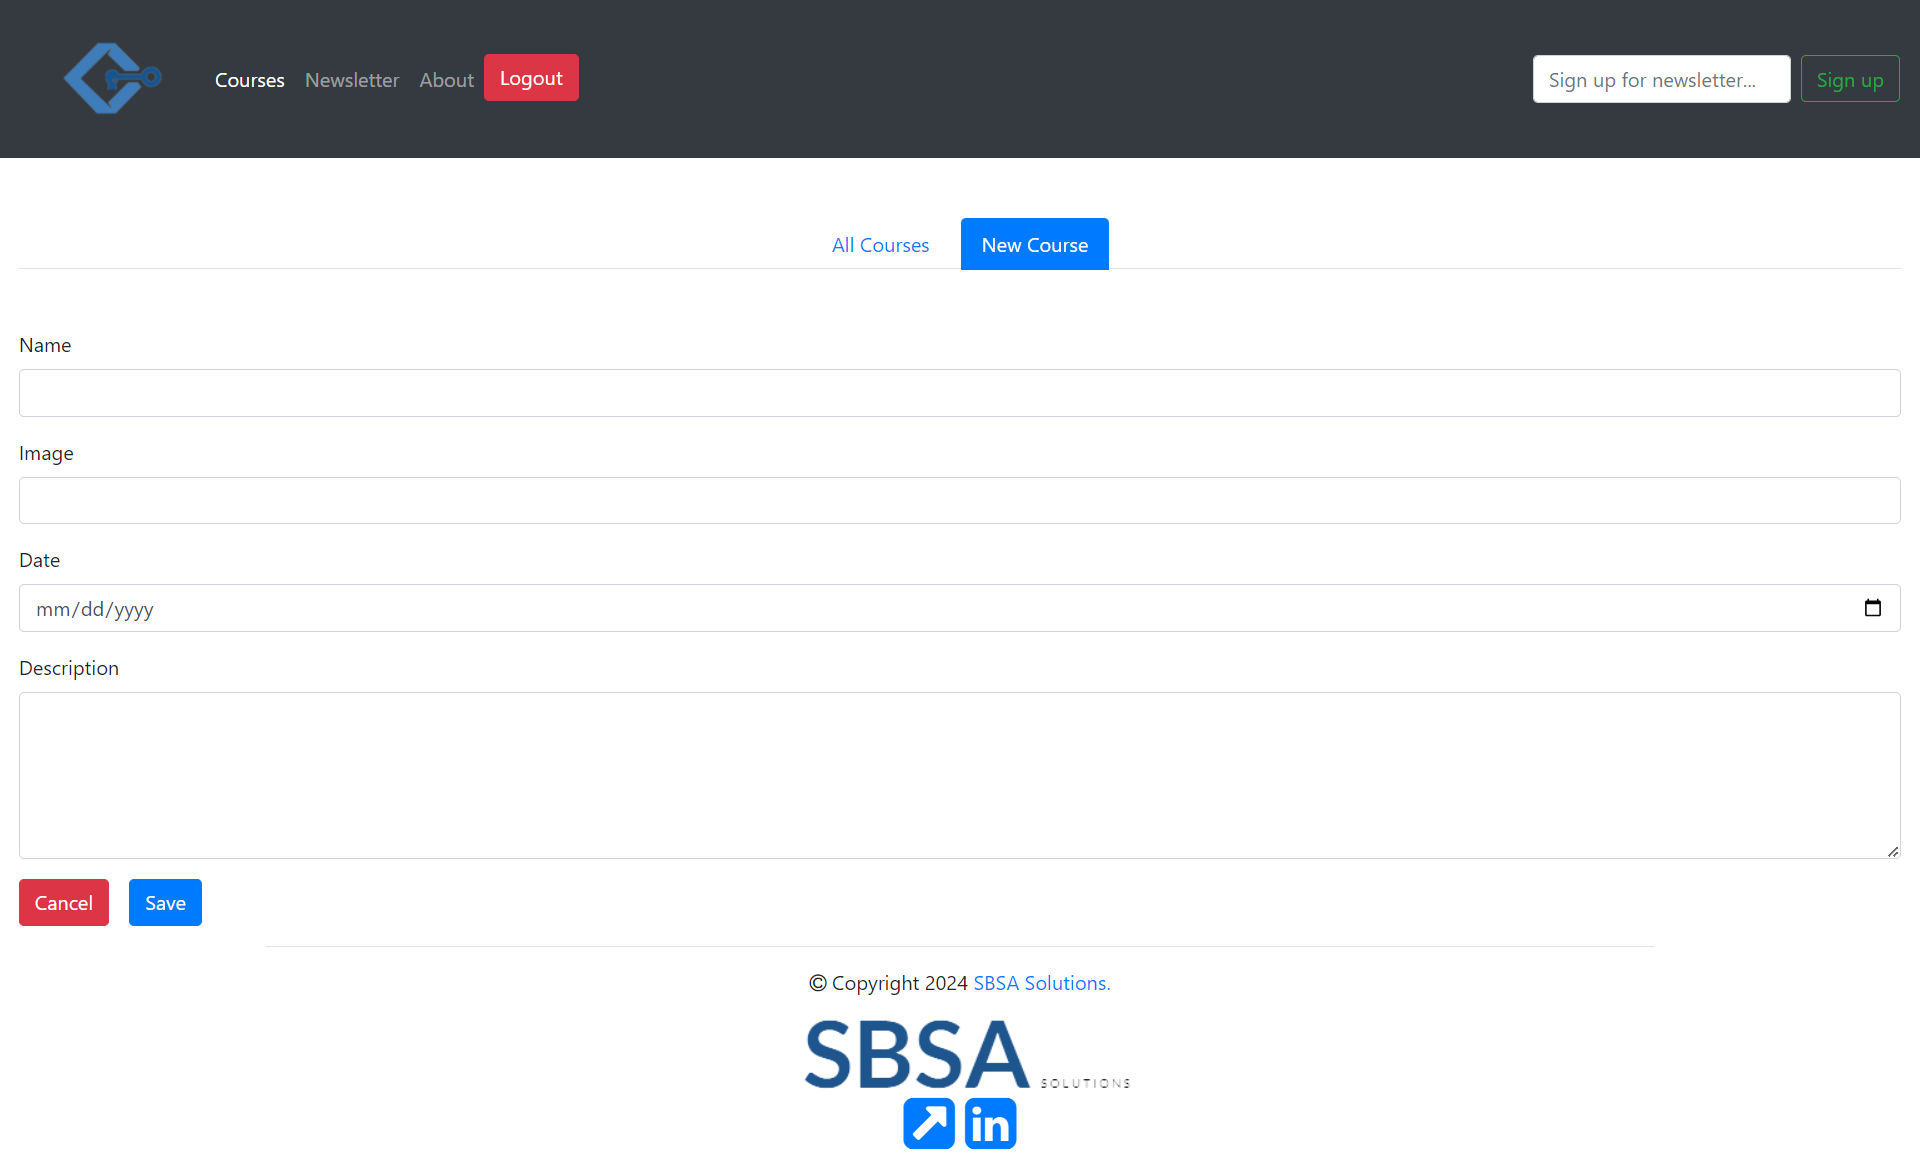 Courses Newsletter About Logout Sign up for newsletter... Sign up
All Courses New Course
Name
Image
Date
mm/dd/yyyy
Description
Cancel Save
© Copyright 2024 SBSA Solutions.
SBSA SOLUTIONS
in